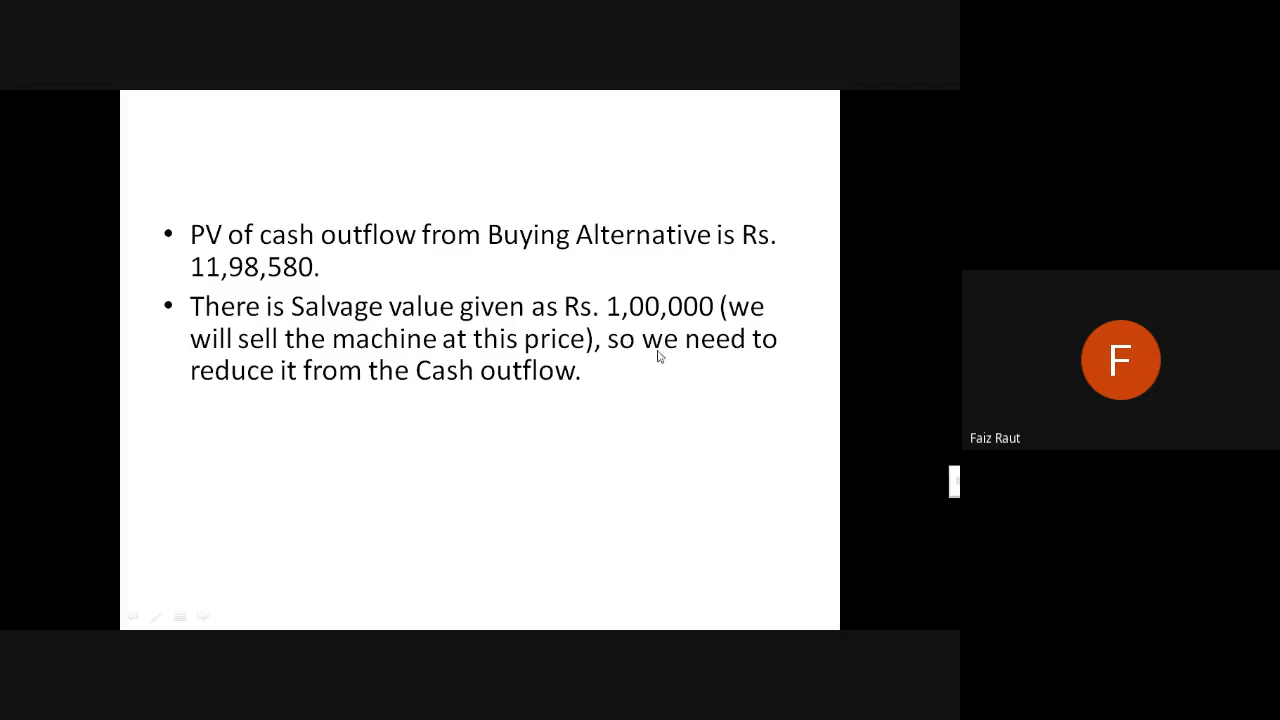 • PV of cash outflow from Buying Alternative is Rs.
11,98,580.
• There is Salvage value given as Rs. 1,00,000 (we
will sell the machine at this price), so we need to
reduce it from the Cash outflow.
F
Faiz Raut